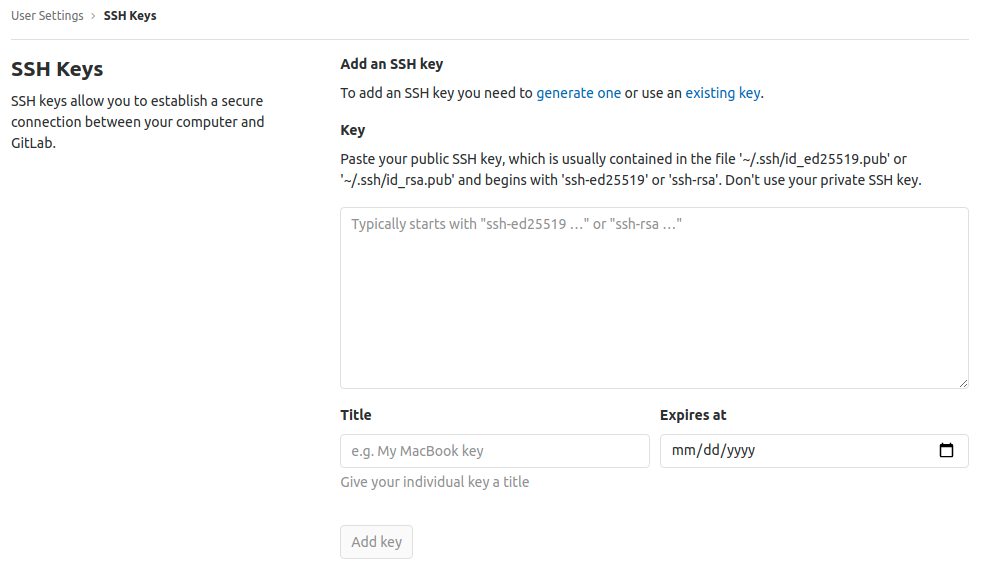 User Settings › SSH Keys
SSH Keys
SSH keys allow you to establish a secure
connection between your computer and
GitLab.
Add an SSH key
To add an SSH key you need to generate one or use an existing key.
Key
Paste your public SSH key, which is usually contained in the file '~/.ssh/id_ed25519.pub' or
'~/.ssh/id_rsa.pub' and begins with 'ssh-ed25519' or 'ssh-rsa'. Don't use your private SSH key.
Typically starts with "ssh-ed25519 …" or "ssh-rsa …"
Title
Expires at
e.g. My MacBook key
mm/dd/yyyy
Give your individual key a title
Add key